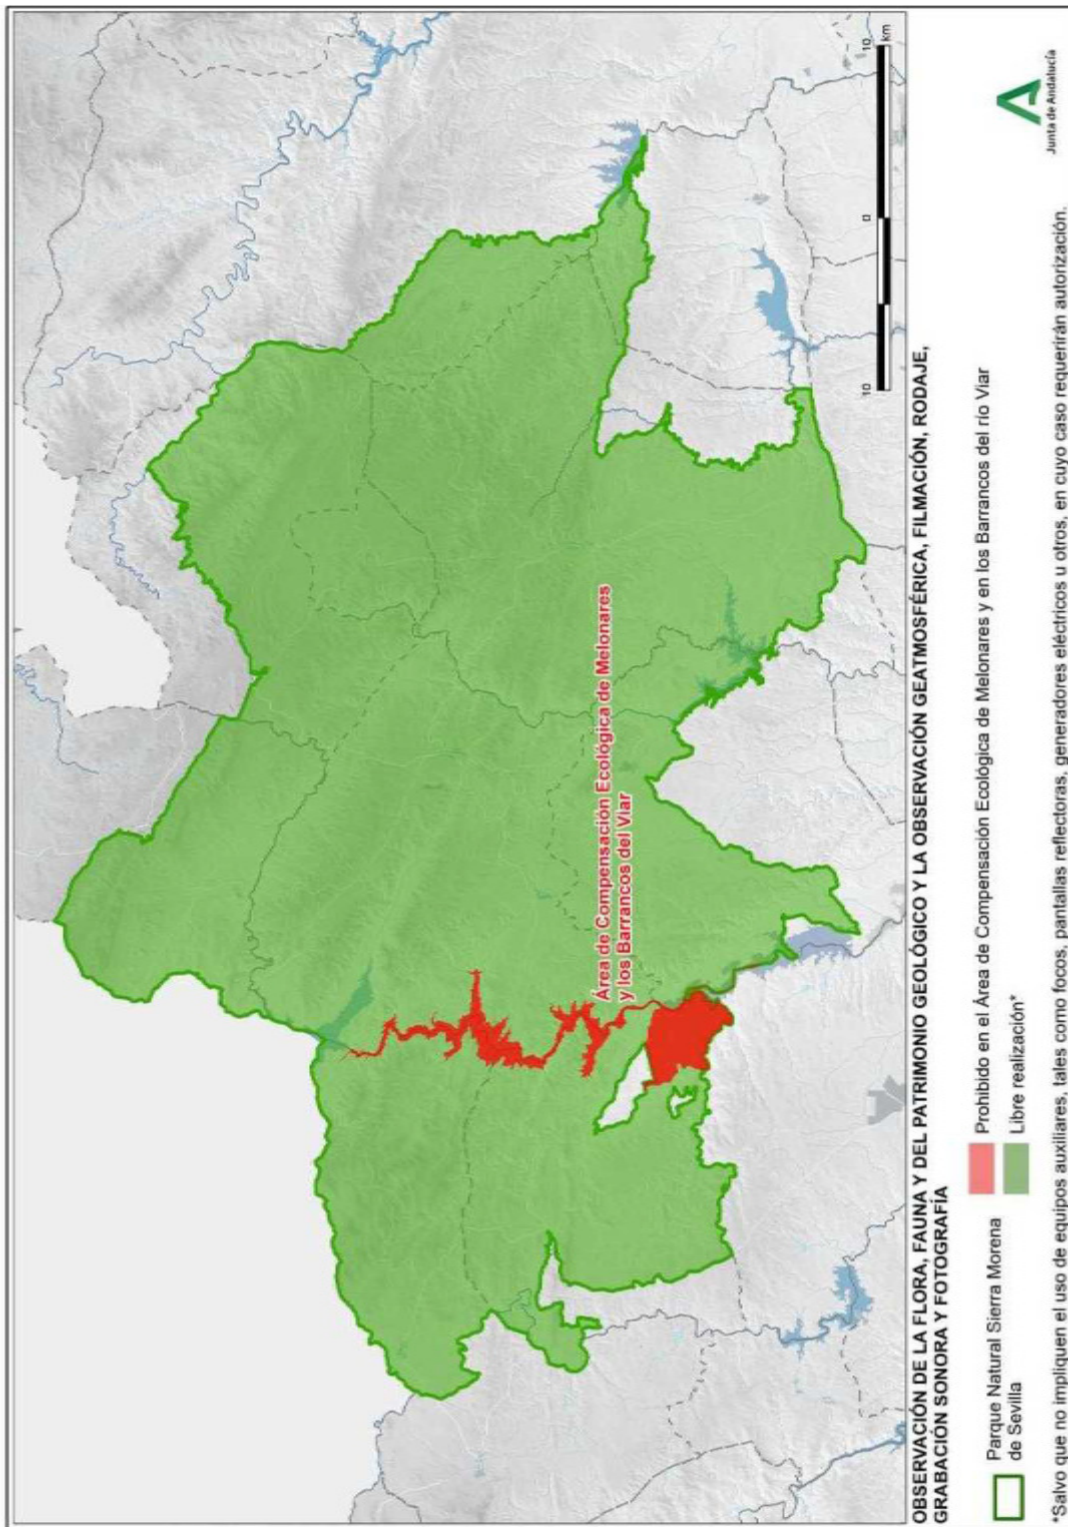 Área de Compensación Ecológica de Melonares
y los Barrancos del Viar
10
0
10
km
OBSERVACIÓN DE LA FLORA, FAUNA Y DEL PATRIMONIO GEOLÓGICO Y LA OBSERVACIÓN GEATMOSFÉRICA, FILMACIÓN, RODAJE,
GRABACIÓN SONORA Y FOTOGRAFÍA
Parque Natural Sierra Morena
de Sevilla
Prohibido en el Área de Compensación Ecológica de Melonares y en los Barrancos del río Viar
Libre realización*
Junta de Andalucía
*Salvo que no impliquen el uso de equipos auxiliares, tales como focos, pantallas reflectoras, generadores eléctricos u otros, en cuyo caso requerirán autorización.